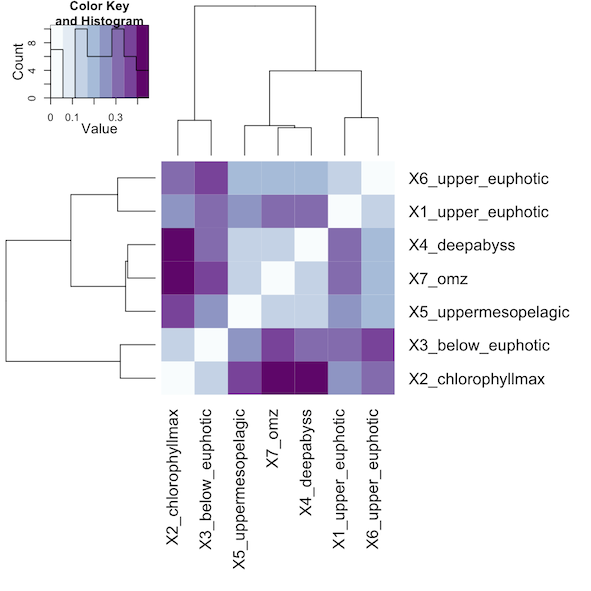 Color Key
and Histogram
Count
0 4 8
0 0.1 0.3
Value
X6_upper_euphotic
X1_upper_euphotic
X4_deepabyss
X7_omz
X5_uppermesopelagic
X3_below_euphotic
X2_chlorophyllmax
X2_chlorophyllmax
X3_below_euphotic
X5_uppermesopelagic
X7_omz
X4_deepabyss
X1_upper_euphotic
X6_upper_euphotic